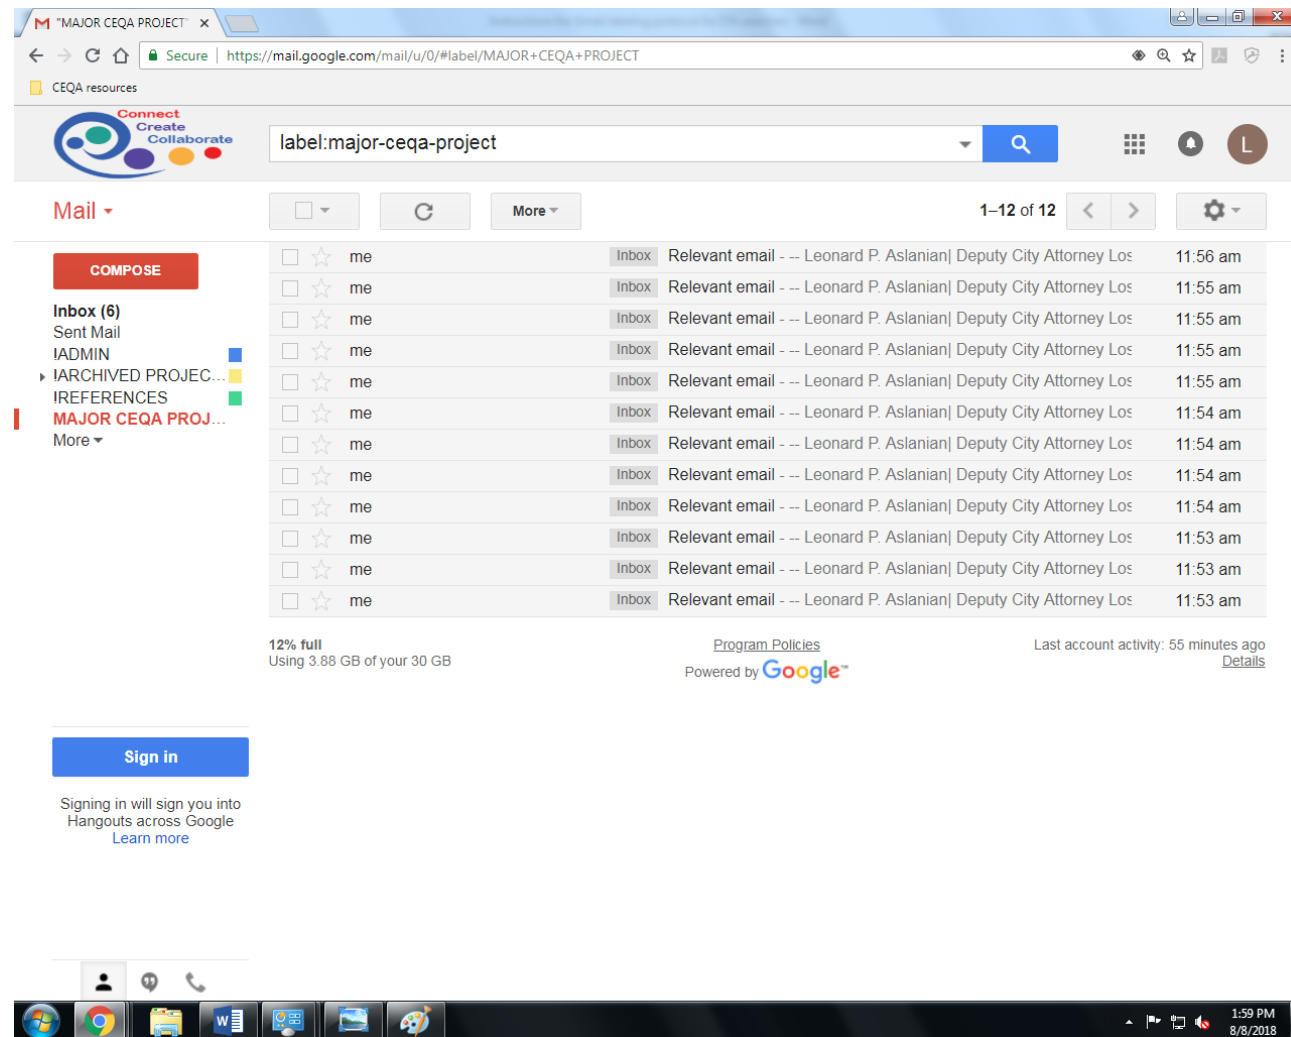 "MAJOR CEQA PROJECT"
Secure | https://mail.google.com/mail/u/0/#label/MAJOR+CEQA+PROJECT
CEQA resources
Connect
Create
Collaborate
label:major-ceqa-project
L
Mail
More
1–12 of 12
COMPOSE
Inbox (6)
Sent Mail
!ADMIN
!ARCHIVED PROJEC...
!REFERENCES
MAJOR CEQA PROJ...
More
me Inbox Relevant email - -- Leonard P. Aslanian| Deputy City Attorney Los 11:56 am
me Inbox Relevant email - -- Leonard P. Aslanian| Deputy City Attorney Los 11:55 am
me Inbox Relevant email - -- Leonard P. Aslanian| Deputy City Attorney Los 11:55 am
me Inbox Relevant email - -- Leonard P. Aslanian| Deputy City Attorney Los 11:55 am
me Inbox Relevant email - -- Leonard P. Aslanian| Deputy City Attorney Los 11:55 am
me Inbox Relevant email - -- Leonard P. Aslanian| Deputy City Attorney Los 11:54 am
me Inbox Relevant email - -- Leonard P. Aslanian| Deputy City Attorney Los 11:54 am
me Inbox Relevant email - -- Leonard P. Aslanian| Deputy City Attorney Los 11:54 am
me Inbox Relevant email - -- Leonard P. Aslanian| Deputy City Attorney Los 11:54 am
me Inbox Relevant email - -- Leonard P. Aslanian| Deputy City Attorney Los 11:53 am
me Inbox Relevant email - -- Leonard P. Aslanian| Deputy City Attorney Los 11:53 am
me Inbox Relevant email - -- Leonard P. Aslanian| Deputy City Attorney Los 11:53 am
12% full
Using 3.88 GB of your 30 GB
Program Policies
Powered by Google™
Last account activity: 55 minutes ago
Details
Sign in
Signing in will sign you into
Hangouts across Google
Learn more
1:59 PM
8/8/2018